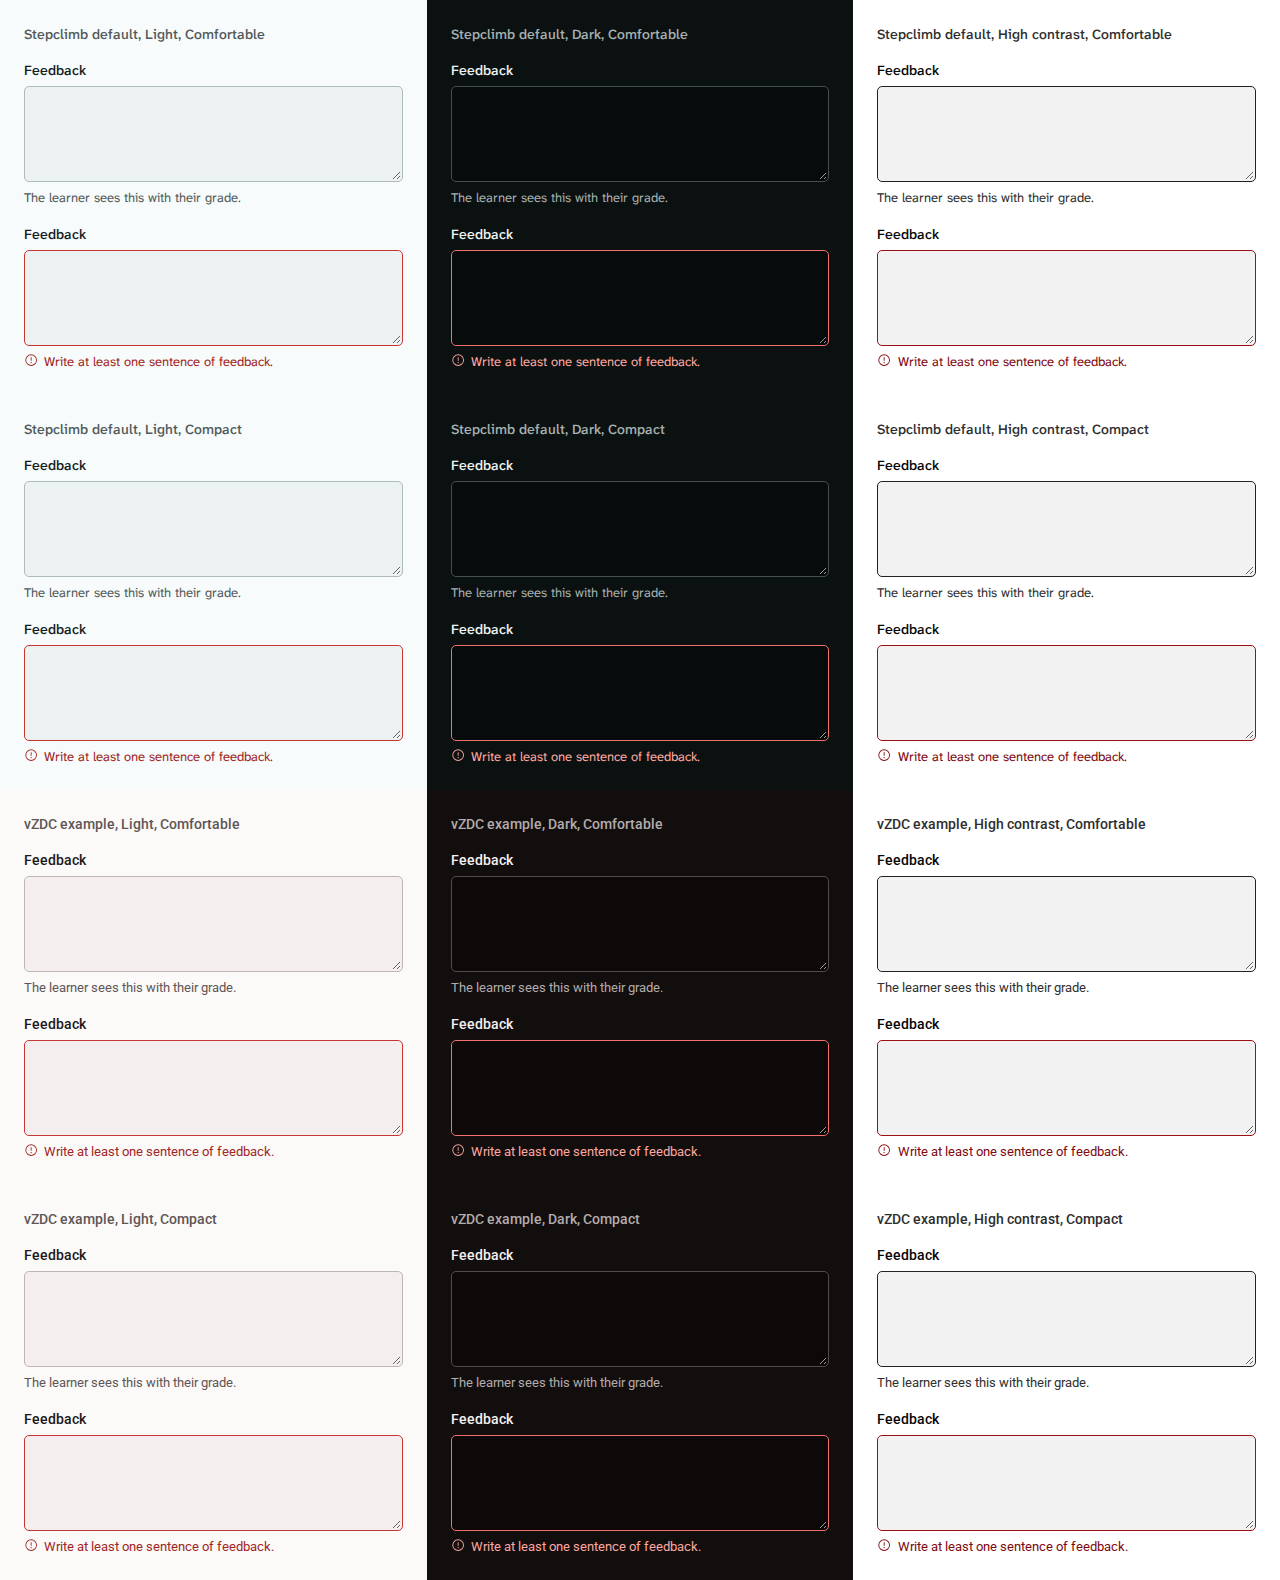 Stepclimb default, Light, Comfortable
Feedback
The learner sees this with their grade.
Feedback
Write at least one sentence of feedback.
Stepclimb default, Dark, Comfortable
Feedback
The learner sees this with their grade.
Feedback
Write at least one sentence of feedback.
Stepclimb default, High contrast, Comfortable
Feedback
The learner sees this with their grade.
Feedback
Write at least one sentence of feedback.
Stepclimb default, Light, Compact
Feedback
The learner sees this with their grade.
Feedback
Write at least one sentence of feedback.
Stepclimb default, Dark, Compact
Feedback
The learner sees this with their grade.
Feedback
Write at least one sentence of feedback.
Stepclimb default, High contrast, Compact
Feedback
The learner sees this with their grade.
Feedback
Write at least one sentence of feedback.
vZDC example, Light, Comfortable
Feedback
The learner sees this with their grade.
Feedback
Write at least one sentence of feedback.
vZDC example, Dark, Comfortable
Feedback
The learner sees this with their grade.
Feedback
Write at least one sentence of feedback.
vZDC example, High contrast, Comfortable
Feedback
The learner sees this with their grade.
Feedback
Write at least one sentence of feedback.
vZDC example, Light, Compact
Feedback
The learner sees this with their grade.
Feedback
Write at least one sentence of feedback.
vZDC example, Dark, Compact
Feedback
The learner sees this with their grade.
Feedback
Write at least one sentence of feedback.
vZDC example, High contrast, Compact
Feedback
The learner sees this with their grade.
Feedback
Write at least one sentence of feedback.